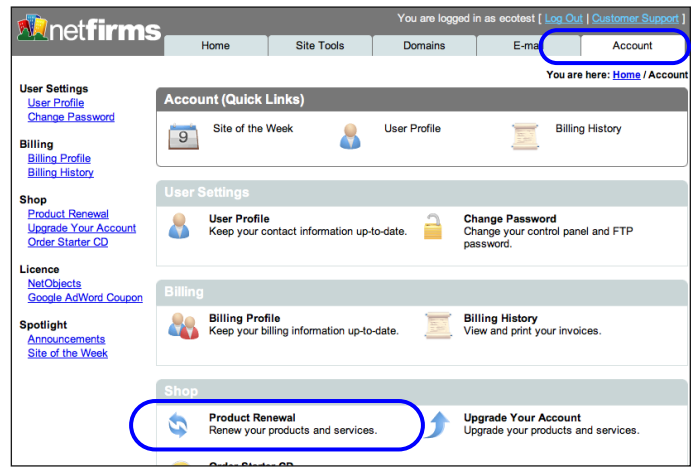 netfirms
You are logged in as ecotest [ Log Out | Customer Support ]
Home Site Tools Domains E-mai Account
You are here: Home / Account
User Settings
User Profile
Change Password
Billing
Billing Profile
Billing History
Shop
Product Renewal
Upgrade Your Account
Order Starter CD
Licence
NetObjects
Google AdWord Coupon
Spotlight
Announcements
Site of the Week
Account (Quick Links)
9
Site of the Week
User Profile
Billing History
User Settings
User Profile
Keep your contact information up-to-date.
Change Password
Change your control panel and FTP
password.
Billing
Billing Profile
Keep your billing information up-to-date.
Billing History
View and print your invoices.
Shop
Product Renewal
Renew your products and services.
Upgrade Your Account
Upgrade your products and services.
Order Starter CD